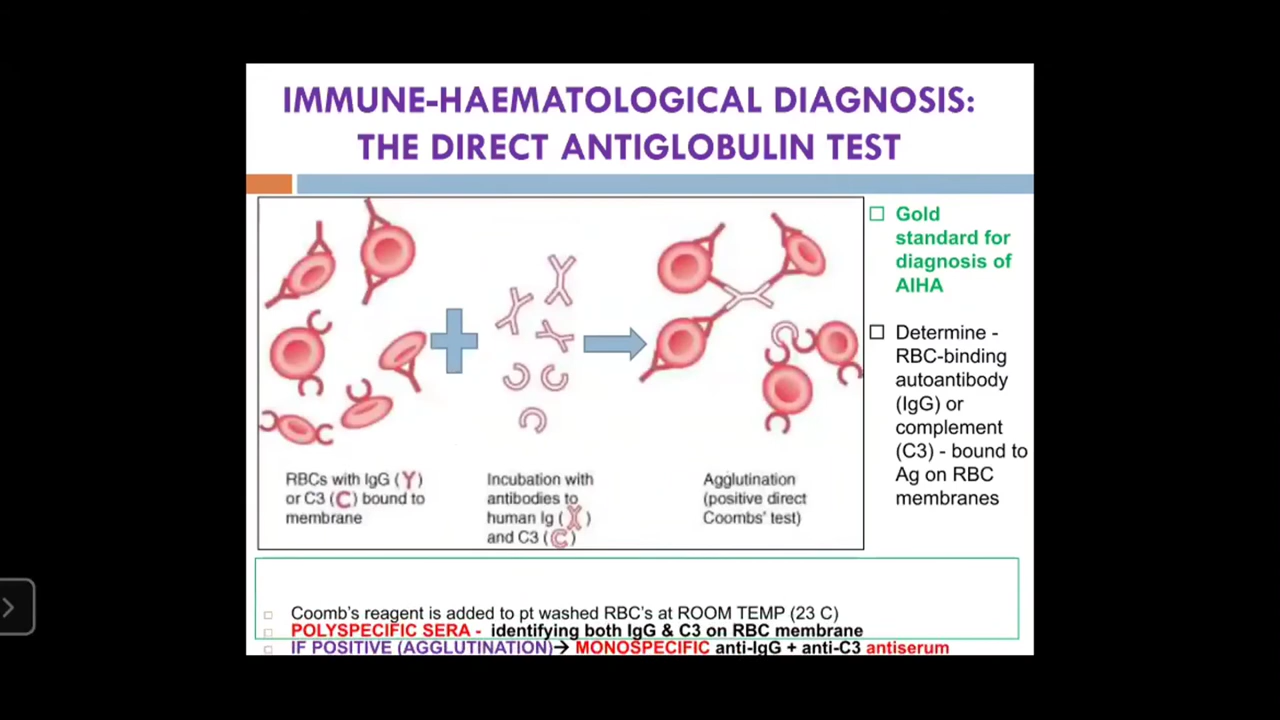 IMMUNE-HAEMATOLOGICAL DIAGNOSIS:
THE DIRECT ANTIGLOBULIN TEST
RBCs with IgG (Y)
or C3 (C) bound to
membrane
Incubation with
antibodies to
human Ig ( )
and C3 (C)
Agglutination
(positive direct
Coombs' test)
Gold
standard for
diagnosis of
AIHA
Determine -
RBC-binding
autoantibody
(IgG) or
complement
(C3) - bound to
Ag on RBC
membranes
Coomb's reagent is added to pt washed RBC's at ROOM TEMP (23 C)
POLYSPECIFIC SERA - identifying both IgG & C3 on RBC membrane
IF POSITIVE (AGGLUTINATION)→ MONOSPECIFIC anti-IgG + anti-C3 antiserum